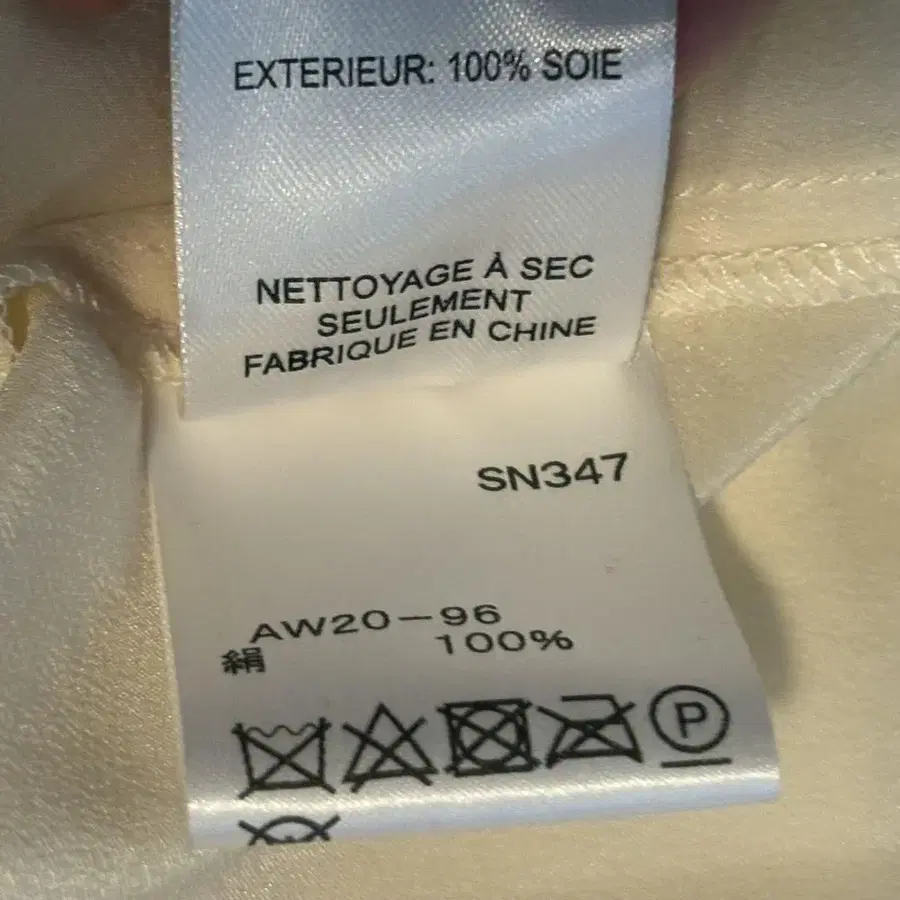 EXTERIEUR: 100% SOIE
NETTOYAGE À SEC
SEULEMENT
FABRIQUE EN CHINE
SN347
AW20-96
絹 100%
P